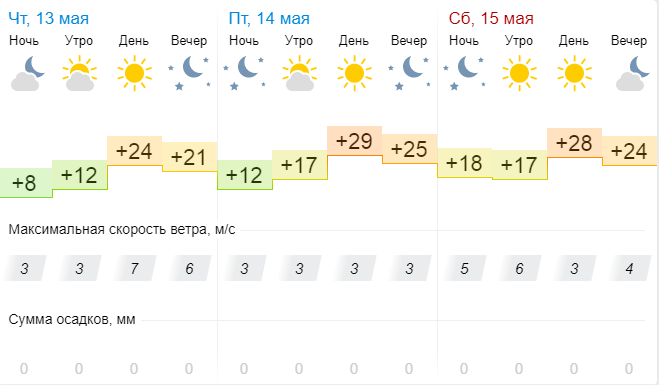 Чт, 13 мая Пт, 14 мая Сб, 15 мая
Ночь Утро День Вечер Ночь Утро День Вечер Ночь Утро День Вечер
+8 +12 +24 +21 +12 +17 +29 +25 +18 +17 +28 +24
Максимальная скорость ветра, м/с
3 3 7 6 3 3 3 3 5 6 3 4
Сумма осадков, мм
0 0 0 0 0 0 0 0 0 0 0 0